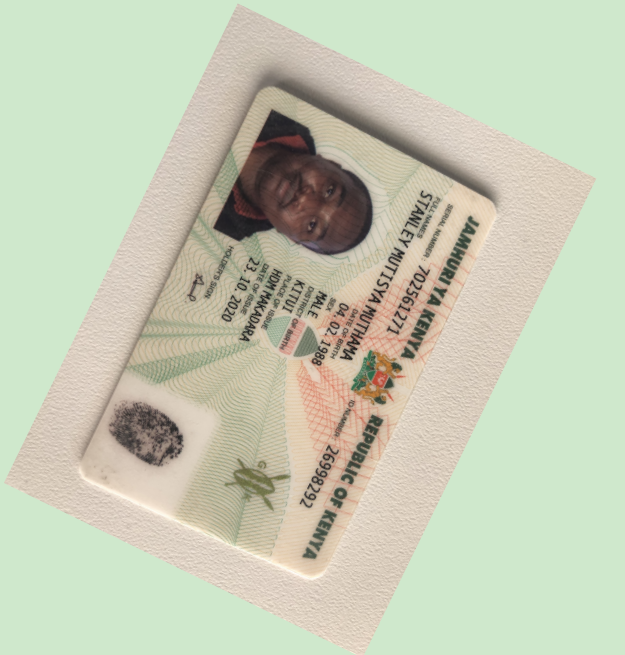 JAMHURI YA KENYA REPUBLIC OF KENYA
SERIAL NUMBER: 702561271 ID NUMBER: 26998292
FULL NAMES
STANLEY MUTISYA MUTHAMA
DATE OF BIRTH
04. 02. 1988
SEX
MALE
DISTRICT OF BIRTH
KITUI
PLACE OF ISSUE
HDM MAKADARA
DATE OF ISSUE
23. 10. 2020
HOLDER'S SIGN.